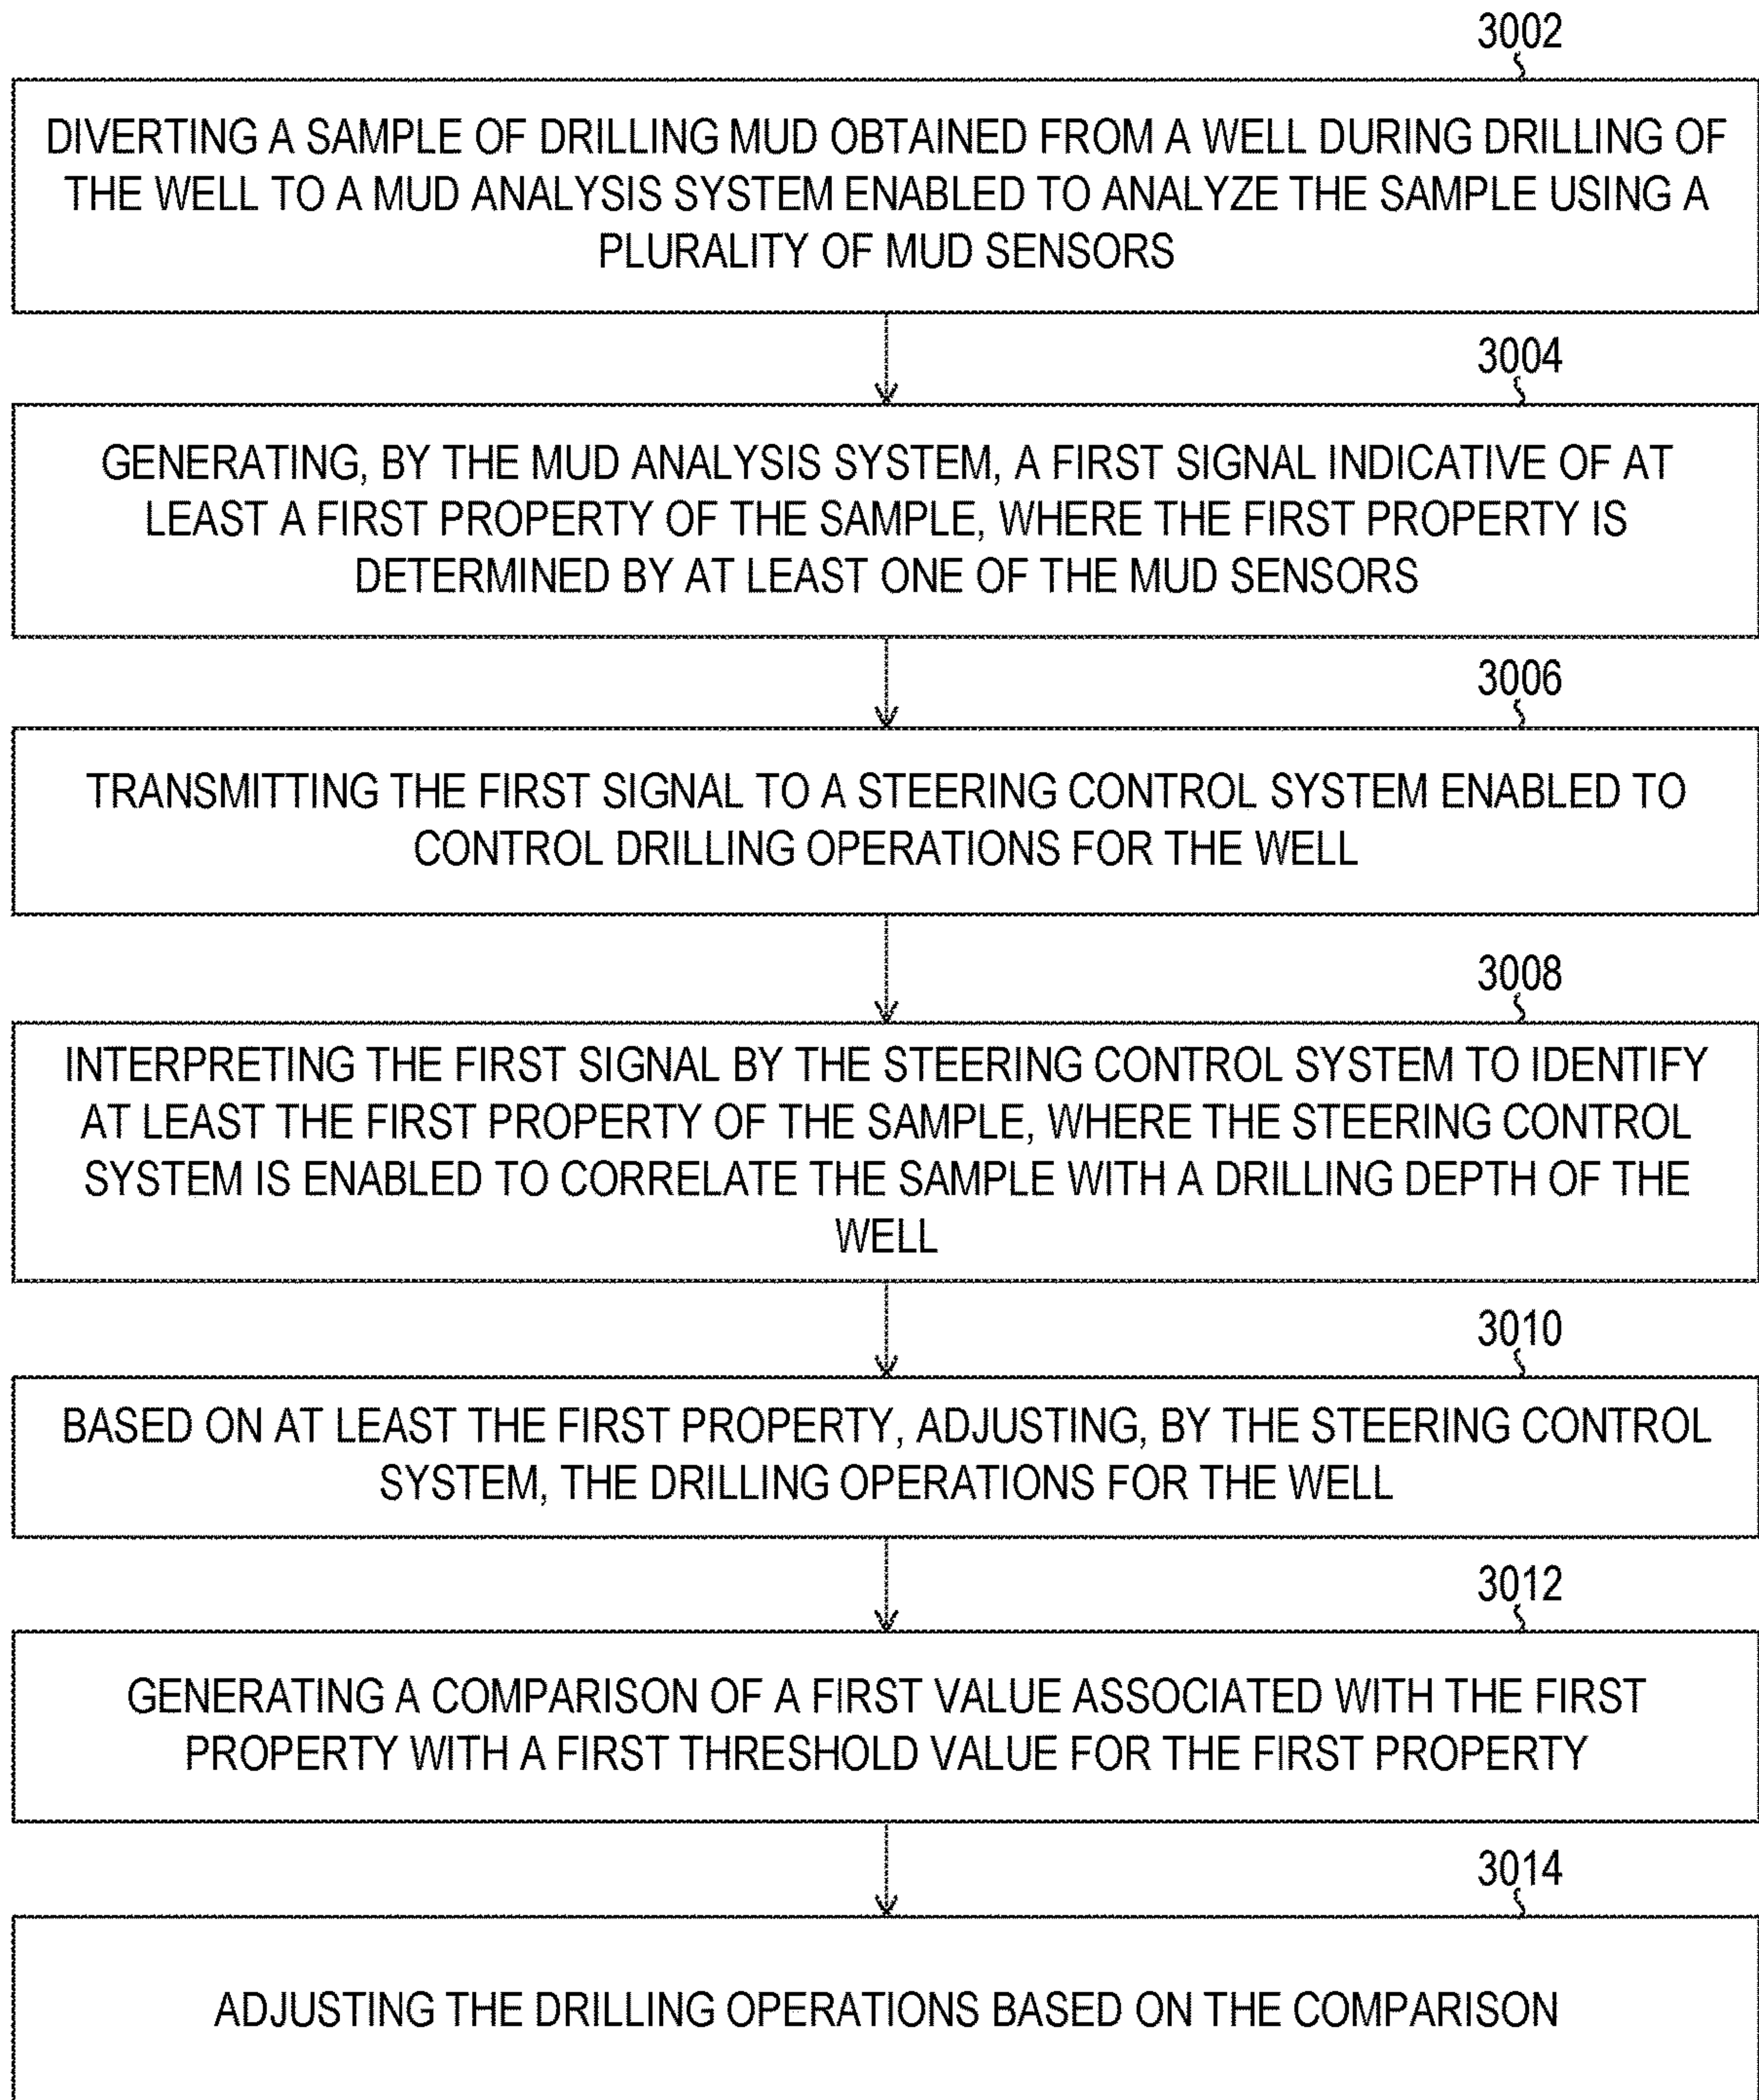 3002
DIVERTING A SAMPLE OF DRILLING MUD OBTAINED FROM A WELL DURING DRILLING OF
THE WELL TO A MUD ANALYSIS SYSTEM ENABLED TO ANALYZE THE SAMPLE USING A
PLURALITY OF MUD SENSORS
3004
GENERATING, BY THE MUD ANALYSIS SYSTEM, A FIRST SIGNAL INDICATIVE OF AT
LEAST A FIRST PROPERTY OF THE SAMPLE, WHERE THE FIRST PROPERTY IS
DETERMINED BY AT LEAST ONE OF THE MUD SENSORS
3006
TRANSMITTING THE FIRST SIGNAL TO A STEERING CONTROL SYSTEM ENABLED TO
CONTROL DRILLING OPERATIONS FOR THE WELL
3008
INTERPRETING THE FIRST SIGNAL BY THE STEERING CONTROL SYSTEM TO IDENTIFY
AT LEAST THE FIRST PROPERTY OF THE SAMPLE, WHERE THE STEERING CONTROL
SYSTEM IS ENABLED TO CORRELATE THE SAMPLE WITH A DRILLING DEPTH OF THE
WELL
3010
BASED ON AT LEAST THE FIRST PROPERTY, ADJUSTING, BY THE STEERING CONTROL
SYSTEM, THE DRILLING OPERATIONS FOR THE WELL
3012
GENERATING A COMPARISON OF A FIRST VALUE ASSOCIATED WITH THE FIRST
PROPERTY WITH A FIRST THRESHOLD VALUE FOR THE FIRST PROPERTY
3014
ADJUSTING THE DRILLING OPERATIONS BASED ON THE COMPARISON